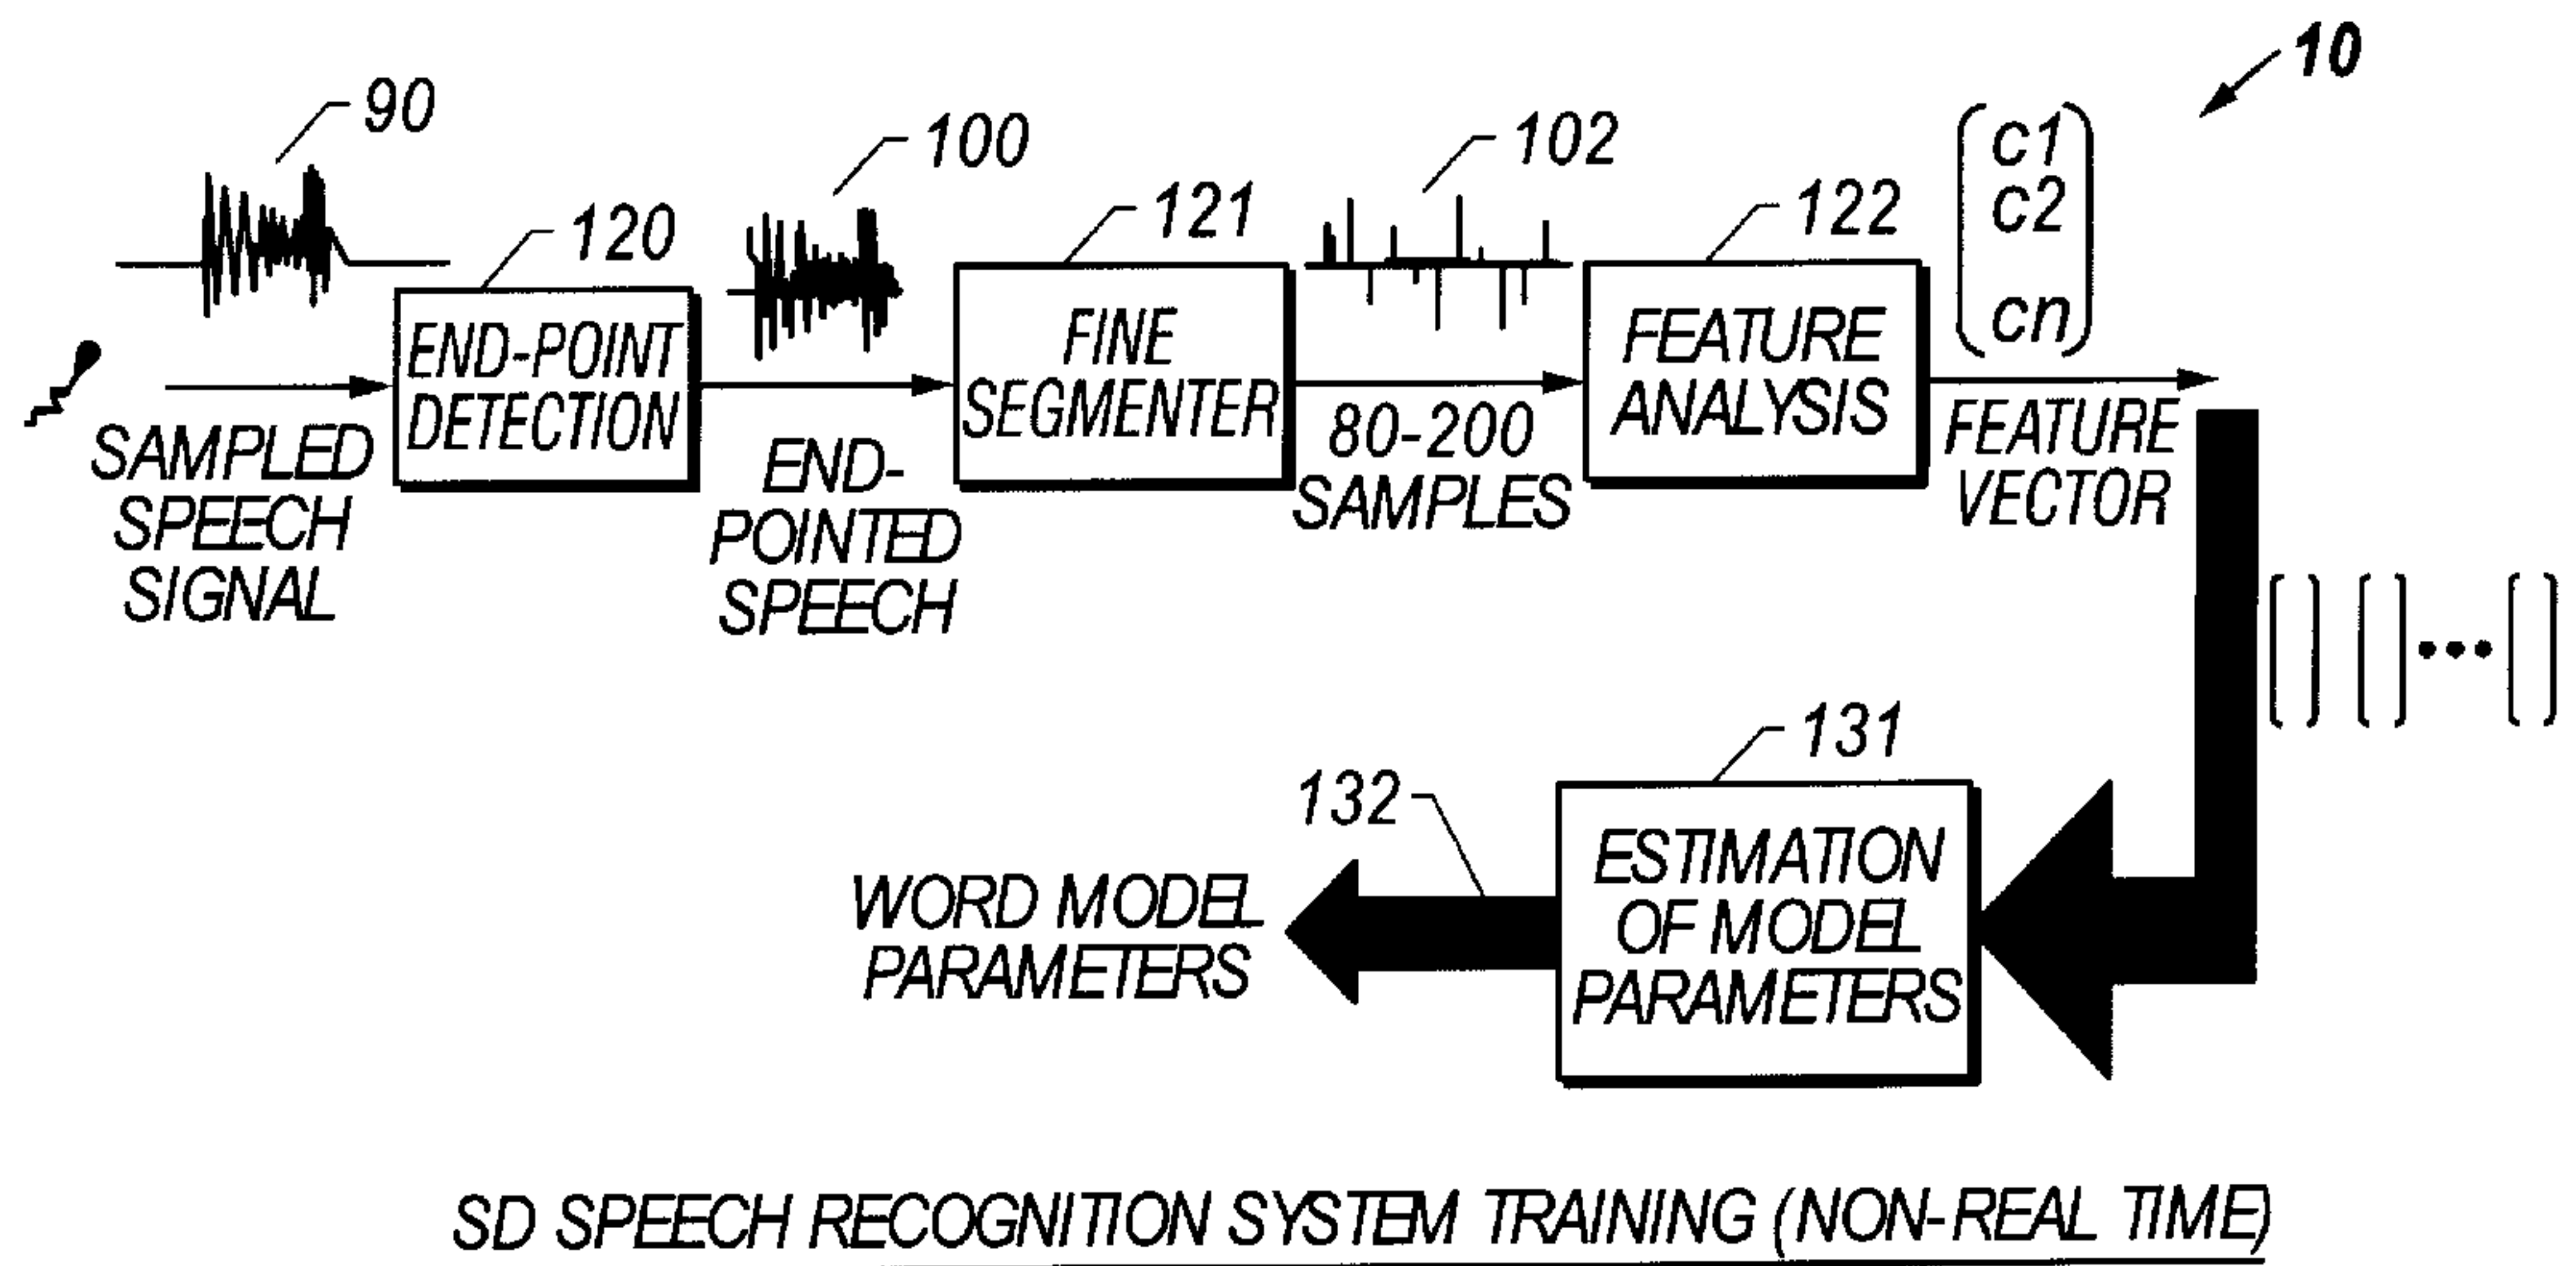 10
90
100
102
c1
c2
cn
120
121
122
END-POINT
DETECTION
FINE
SEGMENTER
FEATURE
ANALYSIS
SAMPLED
SPEECH
SIGNAL
END-
POINTED
SPEECH
80-200
SAMPLES
FEATURE
VECTOR
131
132
ESTIMATION
OF MODEL
PARAMETERS
WORD MODEL
PARAMETERS
SD SPEECH RECOGNITION SYSTEM TRAINING (NON-REAL TIME)